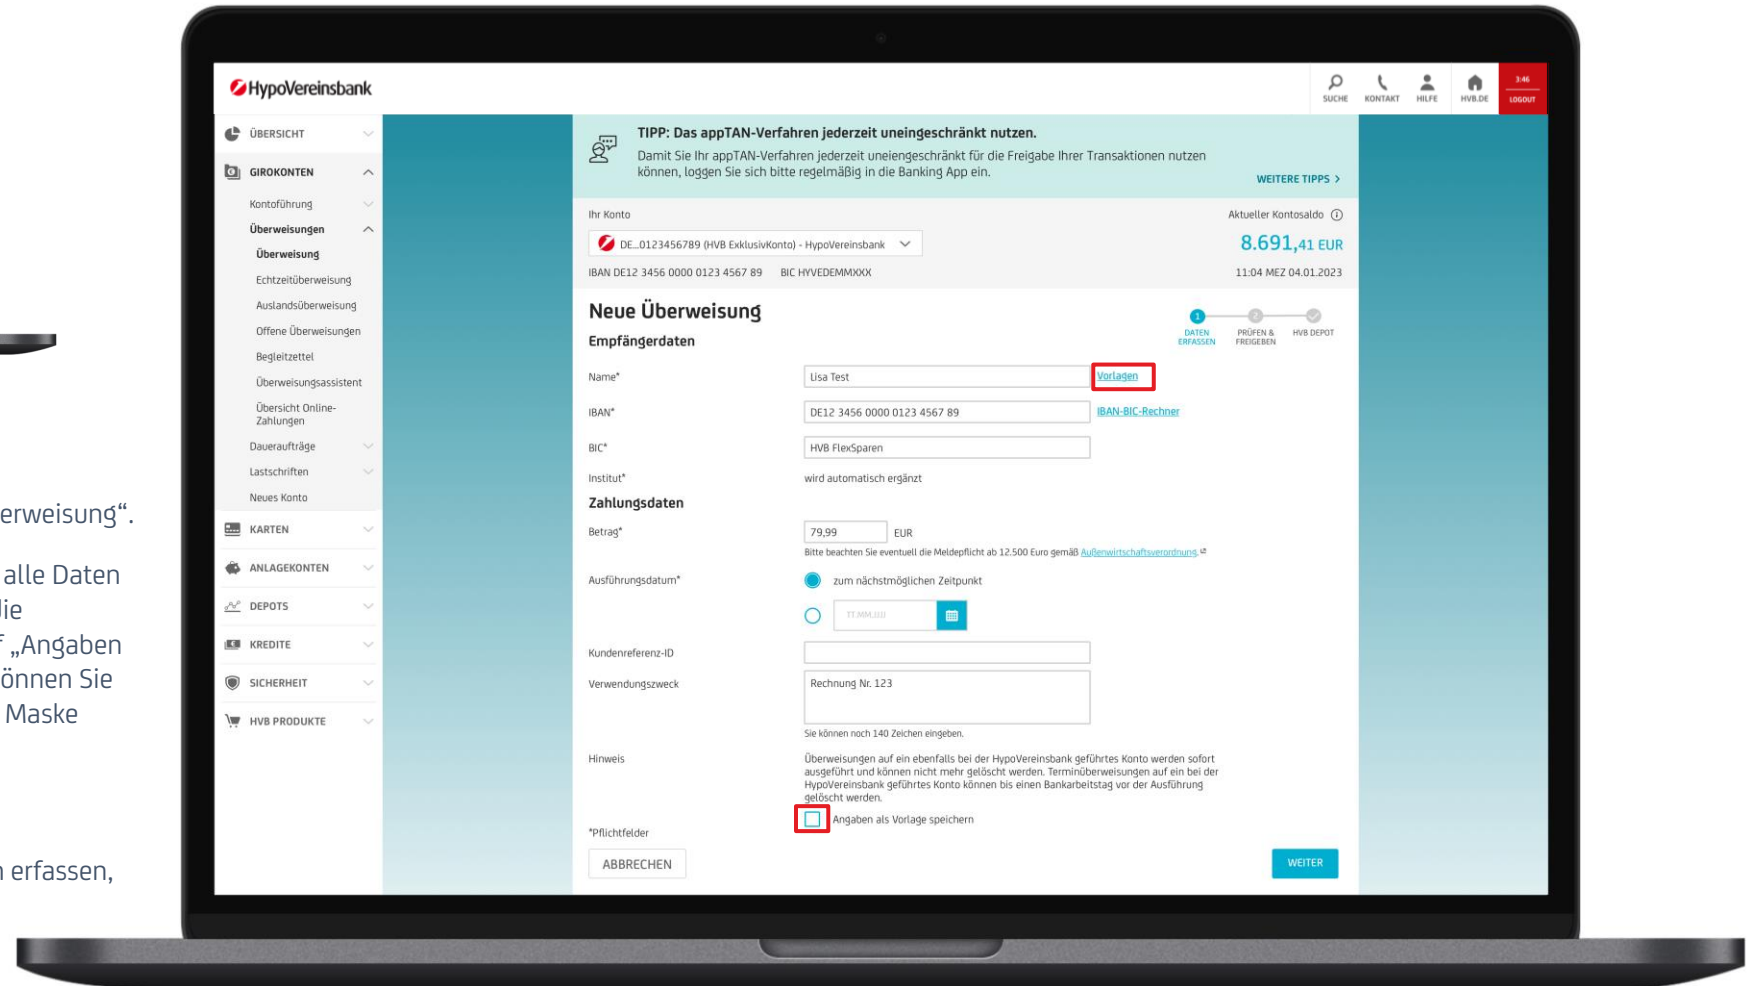 erweisung“.
alle Daten
f „Angaben
önnen Sie
Maske
erfassen,
HypoVereinsbank
SUCHE
KONTAKT
HILFE
HVB.DE
3:46
LOGOUT
ÜBERSICHT
GIROKONTEN
Kontoführung
Überweisungen
Überweisung
Echtzeitüberweisung
Auslandsüberweisung
Offene Überweisungen
Begleitzettel
Überweisungsassistent
Übersicht Online-
Zahlungen
Daueraufträge
Lastschriften
Neues Konto
KARTEN
ANLAGEKONTEN
DEPOTS
KREDITE
SICHERHEIT
HVB PRODUKTE
TIPP: Das appTAN-Verfahren jederzeit uneingeschränkt nutzen.
Damit Sie Ihr appTAN-Verfahren jederzeit uneiengeschränkt für die Freigabe Ihrer Transaktionen nutzen
können, loggen Sie sich bitte regelmäßig in die Banking App ein.
WEITERE TIPPS >
Ihr Konto
Aktueller Kontosaldo
DE...0123456789 (HVB ExklusivKonto) - HypoVereinsbank
8.691,41 EUR
IBAN DE12 3456 0000 0123 4567 89 BIC HYVEDEMMXXX
11:04 MEZ 04.01.2023
Neue Überweisung
1
DATEN
ERFASSEN
2
PRÜFEN &
FREIGEBEN
HVB DEPOT
Empfängerdaten
Name* Lisa Test Vorlagen
IBAN* DE12 3456 0000 0123 4567 89 IBAN-BIC-Rechner
BIC* HVB FlexSparen
Institut* wird automatisch ergänzt
Zahlungsdaten
Betrag* 79,99 EUR
Bitte beachten Sie eventuell die Meldepflicht ab 12.500 Euro gemäß Außenwirtschaftsverordnung.
Ausführungsdatum* zum nächstmöglichen Zeitpunkt
TT.MM.JJJJ
Kundenreferenz-ID
Verwendungszweck Rechnung Nr. 123
Sie können noch 140 Zeichen eingeben.
Hinweis Überweisungen auf ein ebenfalls bei der HypoVereinsbank geführtes Konto werden sofort
ausgeführt und können nicht mehr gelöscht werden. Terminüberweisungen auf ein bei der
HypoVereinsbank geführtes Konto können bis einen Bankarbeitstag vor der Ausführung
gelöscht werden.
Angaben als Vorlage speichern
*Pflichtfelder
ABBRECHEN
WEITER